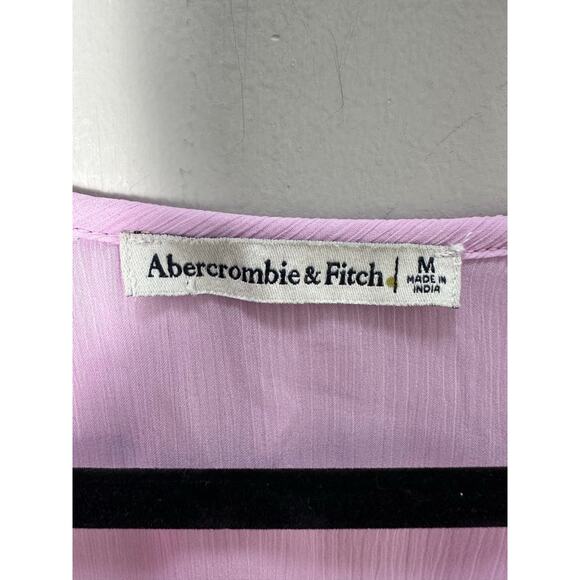 Abercrombie & Fitch
M
MADE IN
INDIA